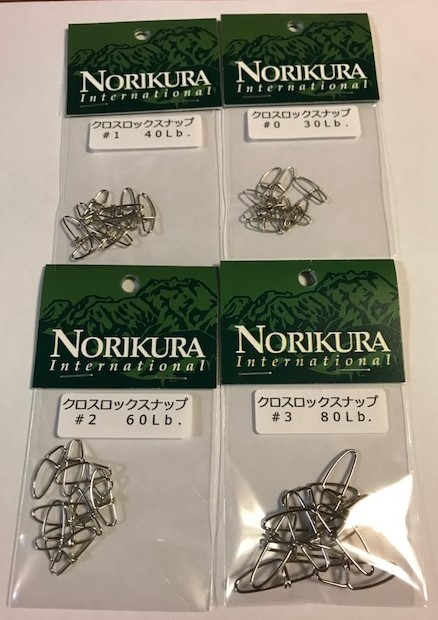 NORIKURA
International
クロスロックスナップ
#1 40Lb.
NORIKURA
International
クロスロックスナップ
#0 30Lb.
NORIKURA
International
クロスロックスナップ
#2 60Lb.
NORIKURA
International
クロスロックスナップ
#3 80Lb.